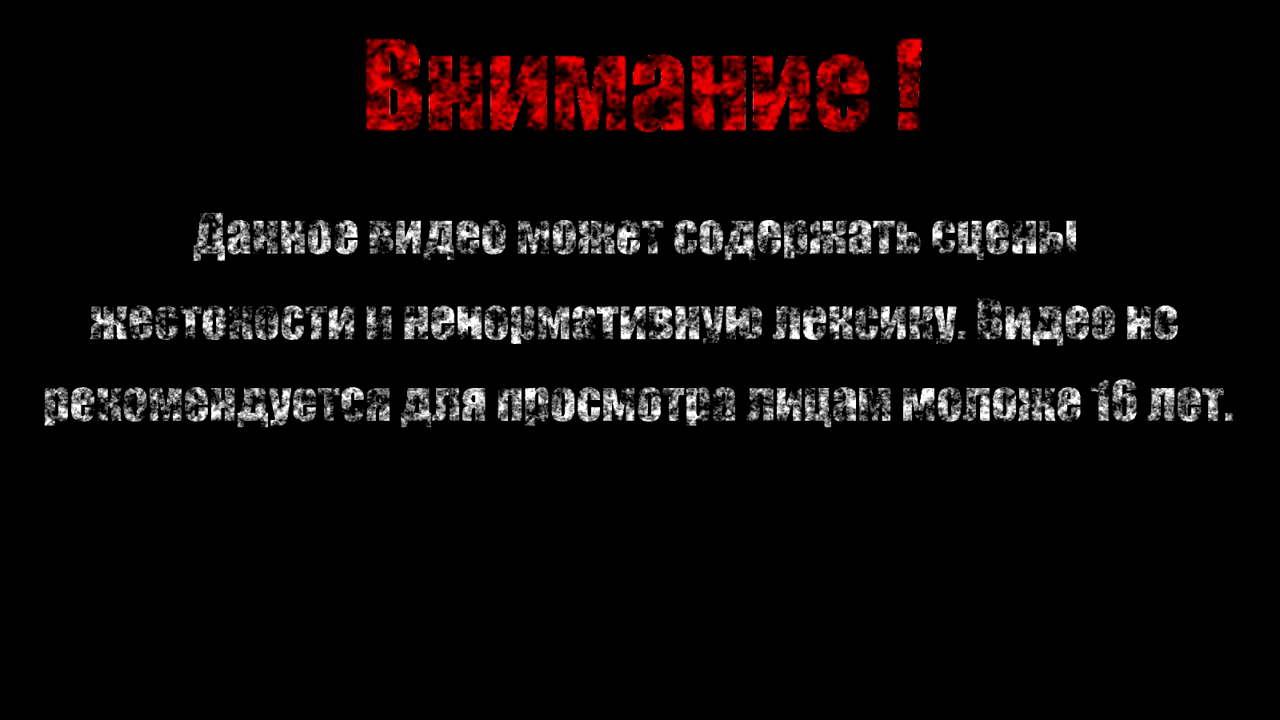 Внимание !
Данное видео может содержать сцены
жестокости и ненормативную лексику. Видео не
рекомендуется для просмотра лицам моложе 16 лет.